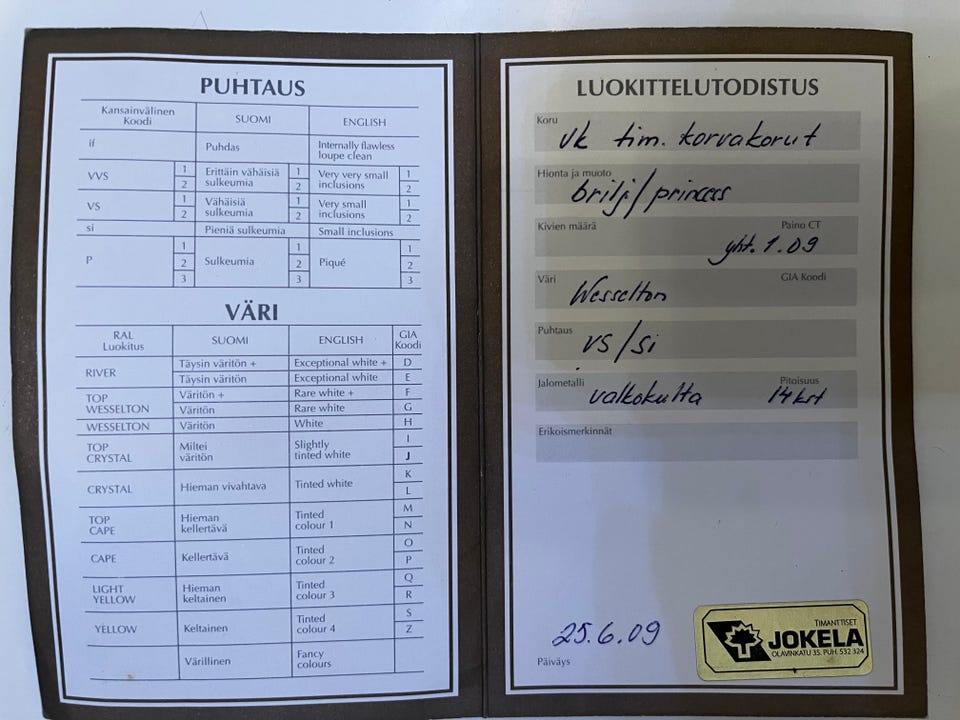 PUHTAUS
Kansainvälinen Koodi SUOMI ENGLISH
if Puhdas Internally flawless loupe clean
VVS 1 2 Erittäin vähäisiä sulkeumia 1 2 Very very small inclusions 1 2
VS 1 2 Vähäisiä sulkeumia 1 2 Very small inclusions 1 2
si Pieniä sulkeumia Small inclusions
P 1 2 3 Sulkeumia 1 2 3 Piqué 1 2 3
VÄRI
RAL Luokitus SUOMI ENGLISH GIA Koodi
RIVER Täysin väritön + Exceptional white + D
Täysin väritön Exceptional white E
TOP WESSELTON Väritön + Rare white + F
Väritön Rare white G
WESSELTON Väritön White H
TOP CRYSTAL Miltei väritön Slightly tinted white I J
CRYSTAL Hieman vivahtava Tinted white K L
TOP CAPE Hieman kellertävä Tinted colour 1 M N
CAPE Kellertävä Tinted colour 2 O P
LIGHT YELLOW Hieman keltainen Tinted colour 3 Q R
YELLOW Keltainen Tinted colour 4 S Z
Värillinen Fancy colours
LUOKITTELUTODISTUS
Koru
vk tim. korvakorut
Hionta ja muoto
brilj/princess
Kivien määrä Paino CT
yht. 1.09
Väri GIA Koodi
Wesselton
Puhtaus
vs/si
Jalometalli Pitoisuus
valkokulta 14 krt
Erikoismerkinnät
25.6.09
Päiväys
TIMANTTISET
JOKELA
OLAVINKATU 35. PUH. 532 324